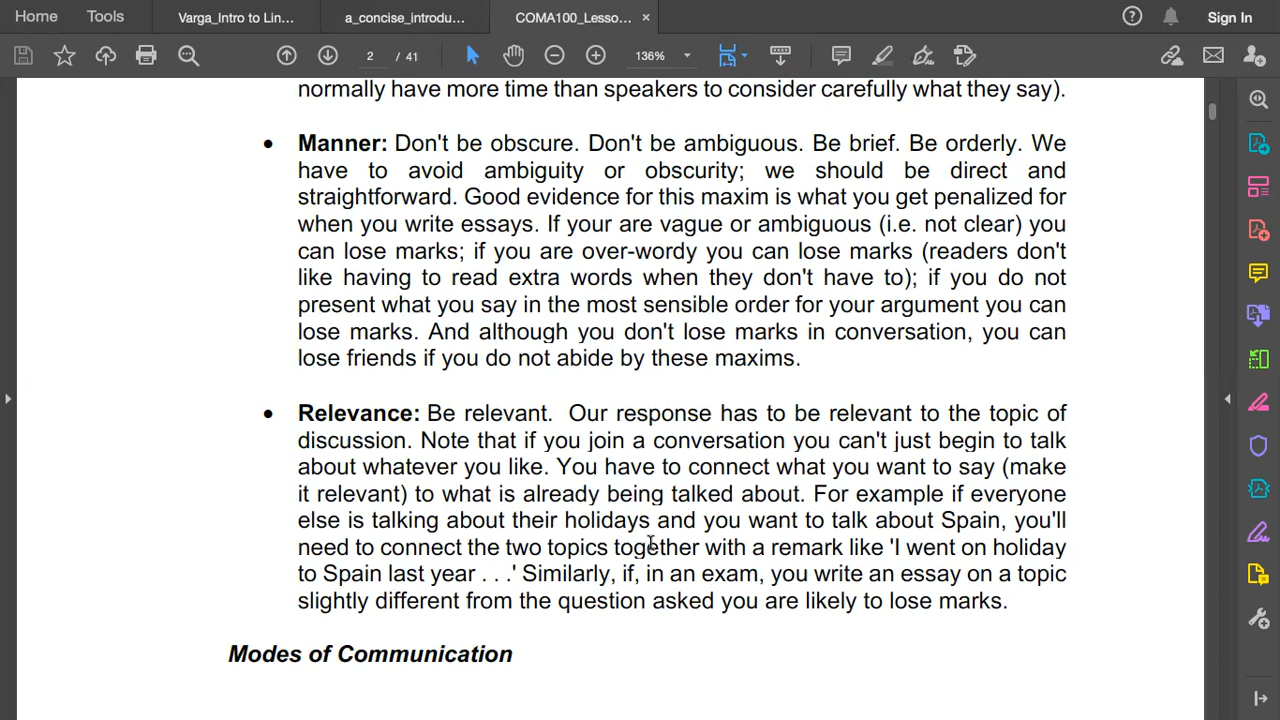 Home Tools Varga_Intro to Lin... a_concise_introdu... COMA100_Lesso... × ? Sign In
2 / 41 136%
normally have more time than speakers to consider carefully what they say).
• Manner: Don't be obscure. Don't be ambiguous. Be brief. Be orderly. We
have to avoid ambiguity or obscurity; we should be direct and
straightforward. Good evidence for this maxim is what you get penalized for
when you write essays. If your are vague or ambiguous (i.e. not clear) you
can lose marks; if you are over-wordy you can lose marks (readers don't
like having to read extra words when they don't have to); if you do not
present what you say in the most sensible order for your argument you can
lose marks. And although you don't lose marks in conversation, you can
lose friends if you do not abide by these maxims.
• Relevance: Be relevant. Our response has to be relevant to the topic of
discussion. Note that if you join a conversation you can't just begin to talk
about whatever you like. You have to connect what you want to say (make
it relevant) to what is already being talked about. For example if everyone
else is talking about their holidays and you want to talk about Spain, you'll
need to connect the two topics together with a remark like 'I went on holiday
to Spain last year . . .' Similarly, if, in an exam, you write an essay on a topic
slightly different from the question asked you are likely to lose marks.
Modes of Communication